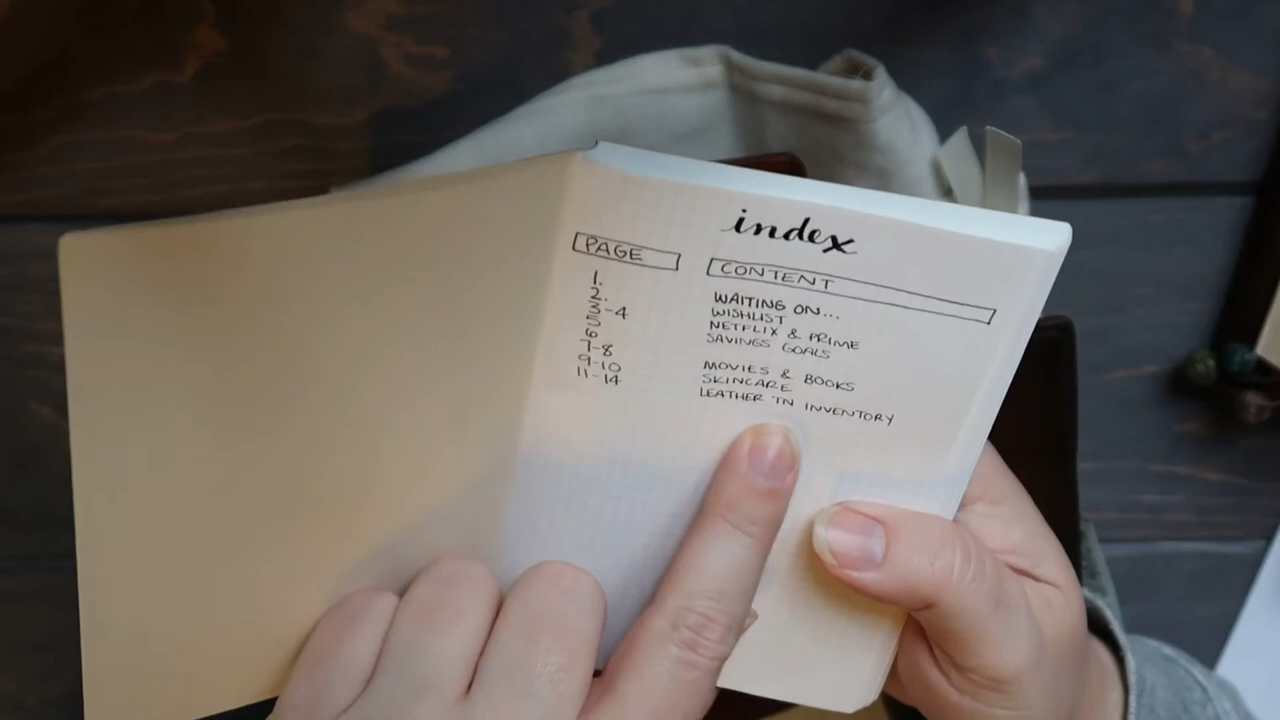 index
PAGE CONTENT
1. WAITING ON...
2. WISHLIST
3-4 NETFLIX & PRIME
5 SAVINGS GOALS
6
7-8 MOVIES & BOOKS
9-10 SKINCARE
11-14 LEATHER TN INVENTORY